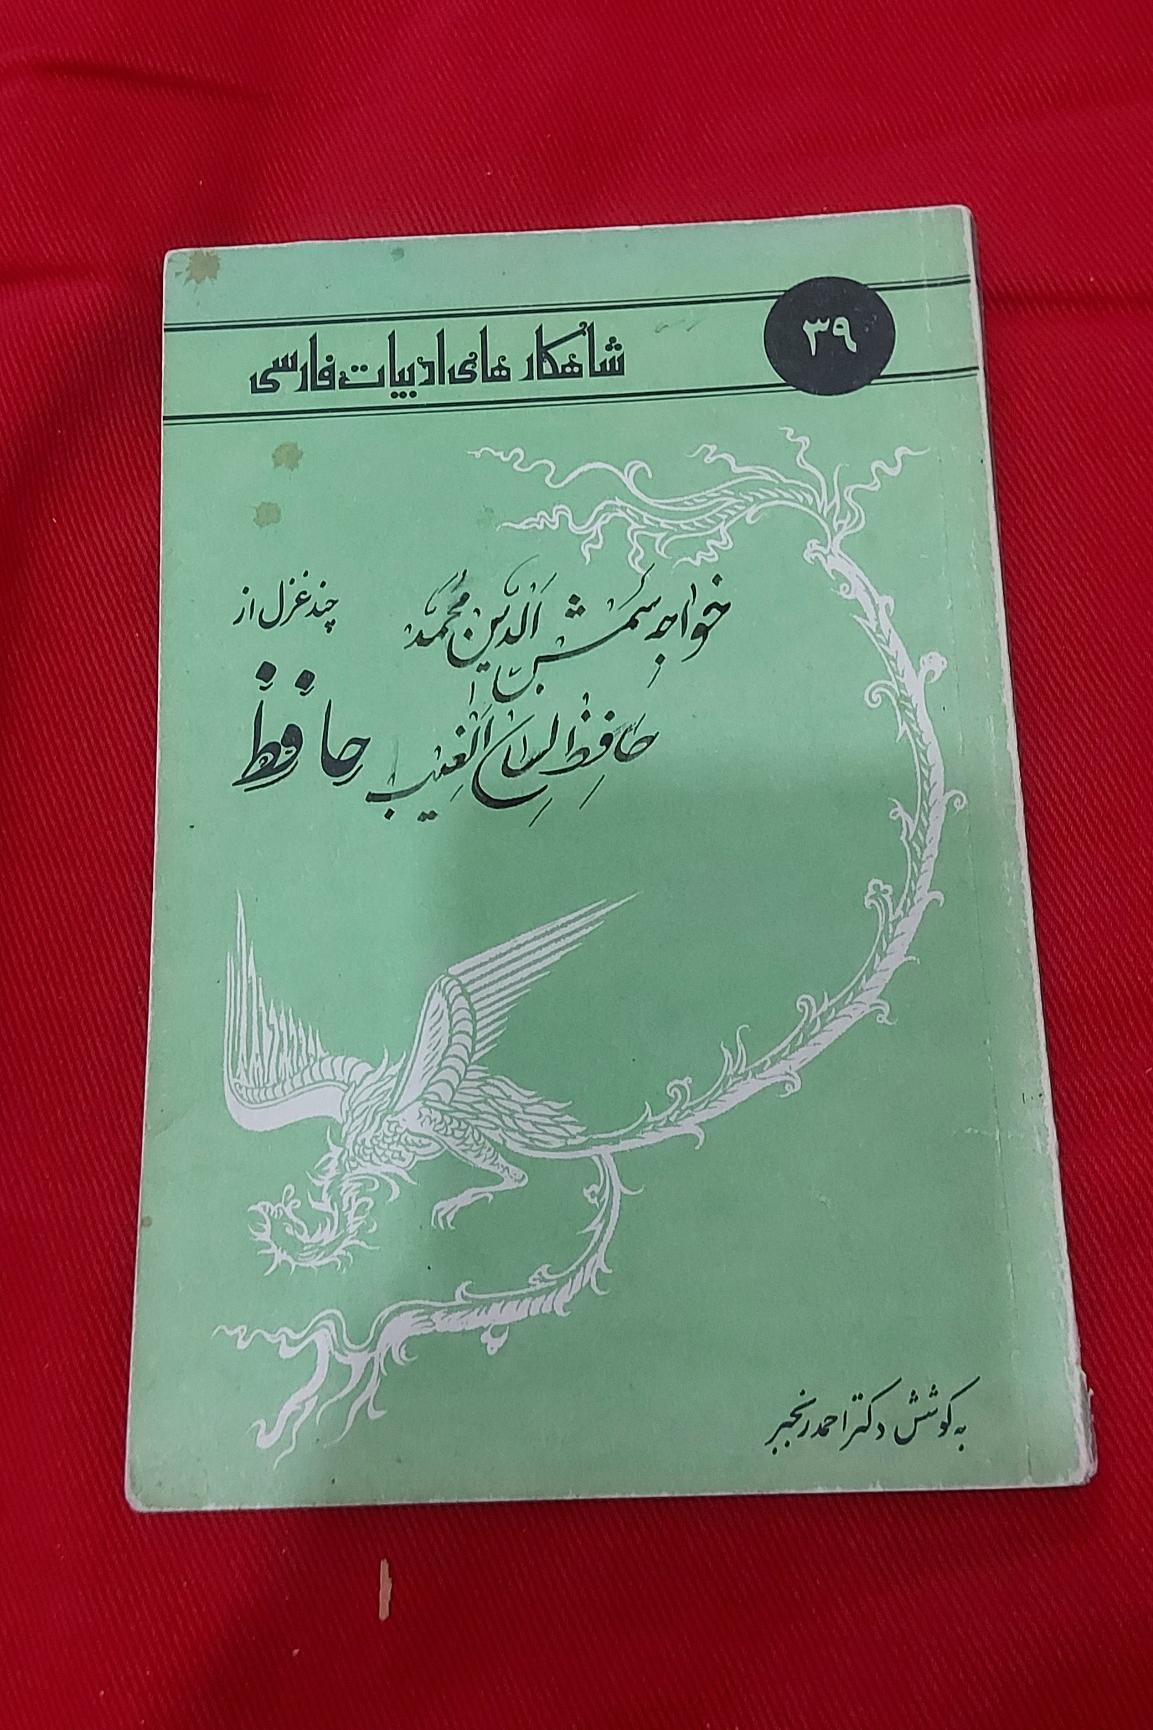 ۳۹
شاهکارهای ادبیات فارسی
چند غزل از
خواجه شمس الدین محمد
حافظ
حافظ لسان الغیب
به کوشش دکتر احمد رنجبر